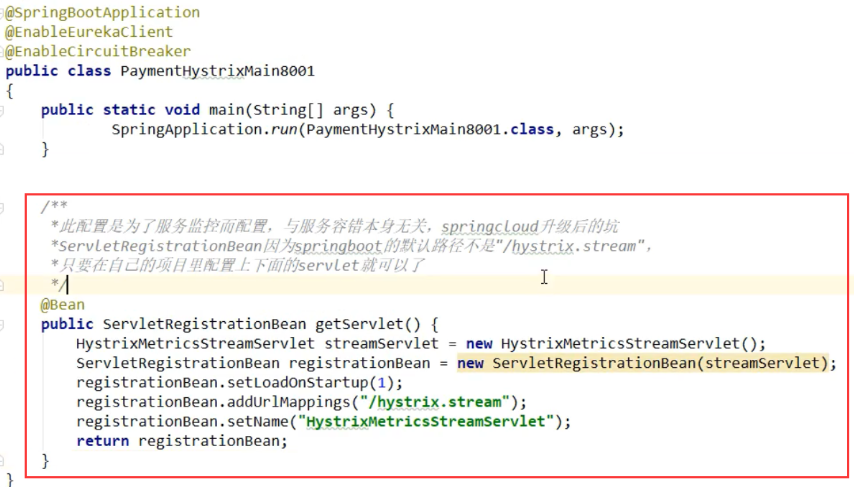 @SpringBootApplication
@EnableEurekaClient
@EnableCircuitBreaker
public class PaymentHystrixMain8001
{
public static void main(String[] args) {
SpringApplication.run(PaymentHystrixMain8001.class, args);
}
/**
*此配置是为了服务监控而配置，与服务容错本身无关，springcloud升级后的坑
*ServletRegistrationBean因为springboot的默认路径不是"/hystrix.stream"，
*只要在自己的项目里配置上下面的servlet就可以了
*/
@Bean
public ServletRegistrationBean getServlet() {
HystrixMetricsStreamServlet streamServlet = new HystrixMetricsStreamServlet();
ServletRegistrationBean registrationBean = new ServletRegistrationBean(streamServlet);
registrationBean.setLoadOnStartup(1);
registrationBean.addUrlMappings("/hystrix.stream");
registrationBean.setName("HystrixMetricsStreamServlet");
return registrationBean;
}
}